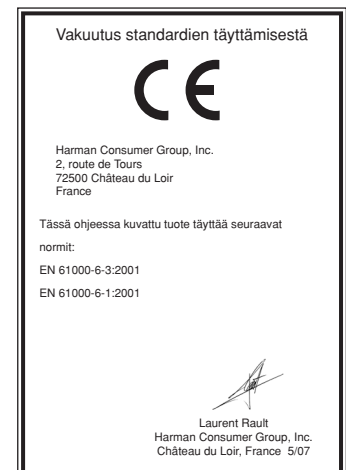 Vakuutus standardien täyttämisestä
CE
Harman Consumer Group, Inc.
2, route de Tours
72500 Château du Loir
France
Tässä ohjeessa kuvattu tuote täyttää seuraavat
normit:
EN 61000-6-3:2001
EN 61000-6-1:2001
Laurent Rault
Harman Consumer Group, Inc.
Château du Loir, France 5/07